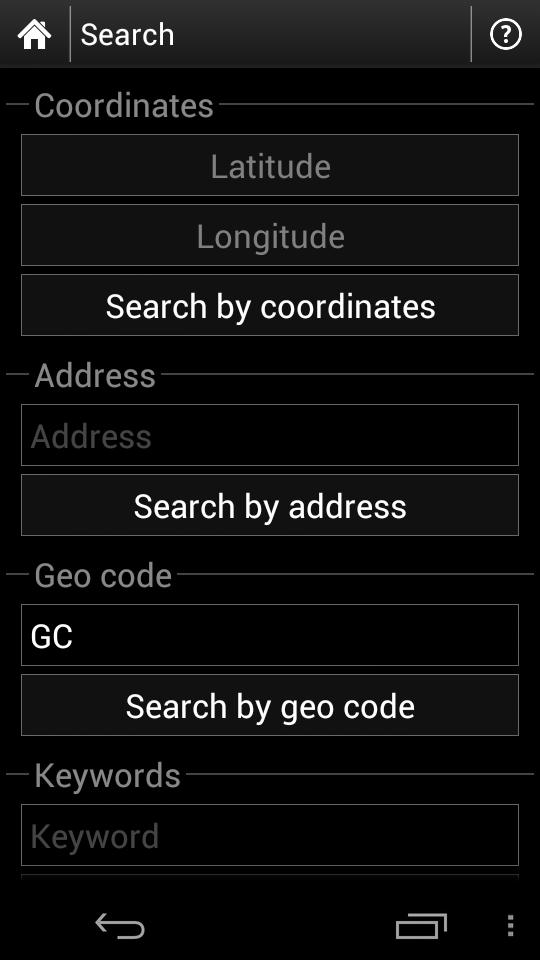 Search
Coordinates
Latitude
Longitude
Search by coordinates
Address
Address
Search by address
Geo code
GC
Search by geo code
Keywords
Keyword